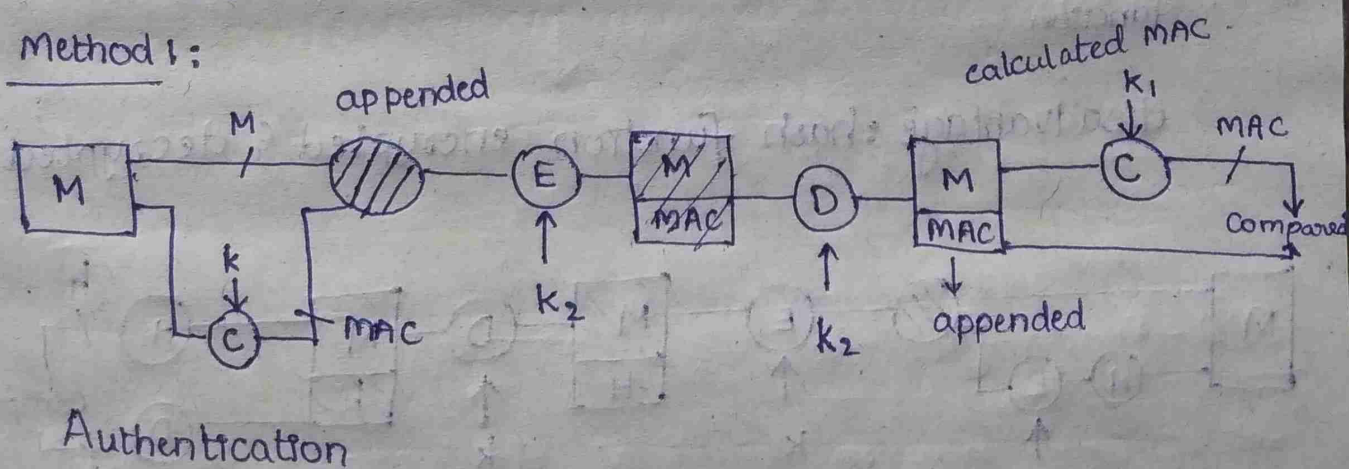 Method 1:
appended
calculated MAC
M
M
k
C
MAC
E
k2
M
MAC
D
k2
M
MAC
appended
k1
C
MAC
Compared
Authentication